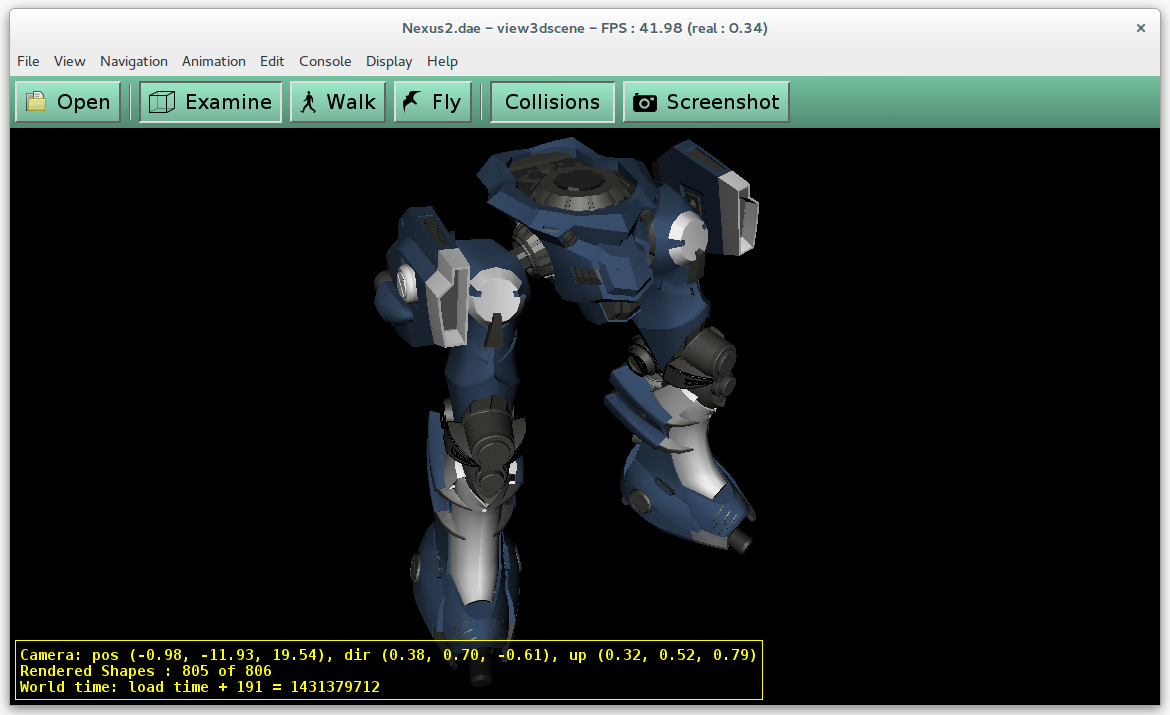 Nexus2.dae – view3dscene – FPS : 41.98 (real : 0.34)
File View Navigation Animation Edit Console Display Help
Open Examine Walk Fly Collisions Screenshot
Camera: pos (-0.98, -11.93, 19.54), dir (0.38, 0.70, -0.61), up (0.32, 0.52, 0.79)
Rendered Shapes : 805 of 806
World time: load time + 191 = 1431379712